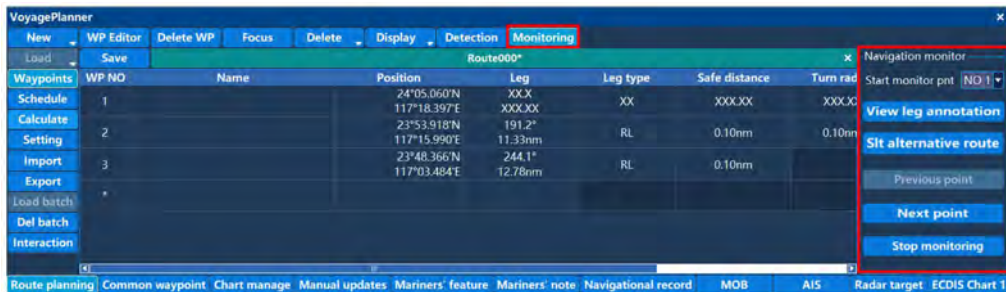 VoyagePlanner ×
New WP Editor Delete WP Focus Delete Display Detection Monitoring
Load Save Route000* × Navigation monitor
Waypoints WP NO Name Position Leg Leg type Safe distance Turn rad Start monitor pnt NO 1
Schedule 1 24°05.060'N XX.X XX XXX.XX XXX.XX
117°18.397'E XXX.XX
View leg annotation
Calculate 2 23°53.918'N 191.2° RL 0.10nm 0.10nm
Setting 117°15.990'E 11.33nm
Slt alternative route
Import 3 23°48.366'N 244.1° RL 0.10nm
Export 117°03.484'E 12.78nm
Previous point
Load batch *
Del batch Next point
Interaction Stop monitoring
Route planning Common waypoint Chart manage Manual updates Mariners' feature Mariners' note Navigational record MOB AIS Radar target ECDIS Chart 1